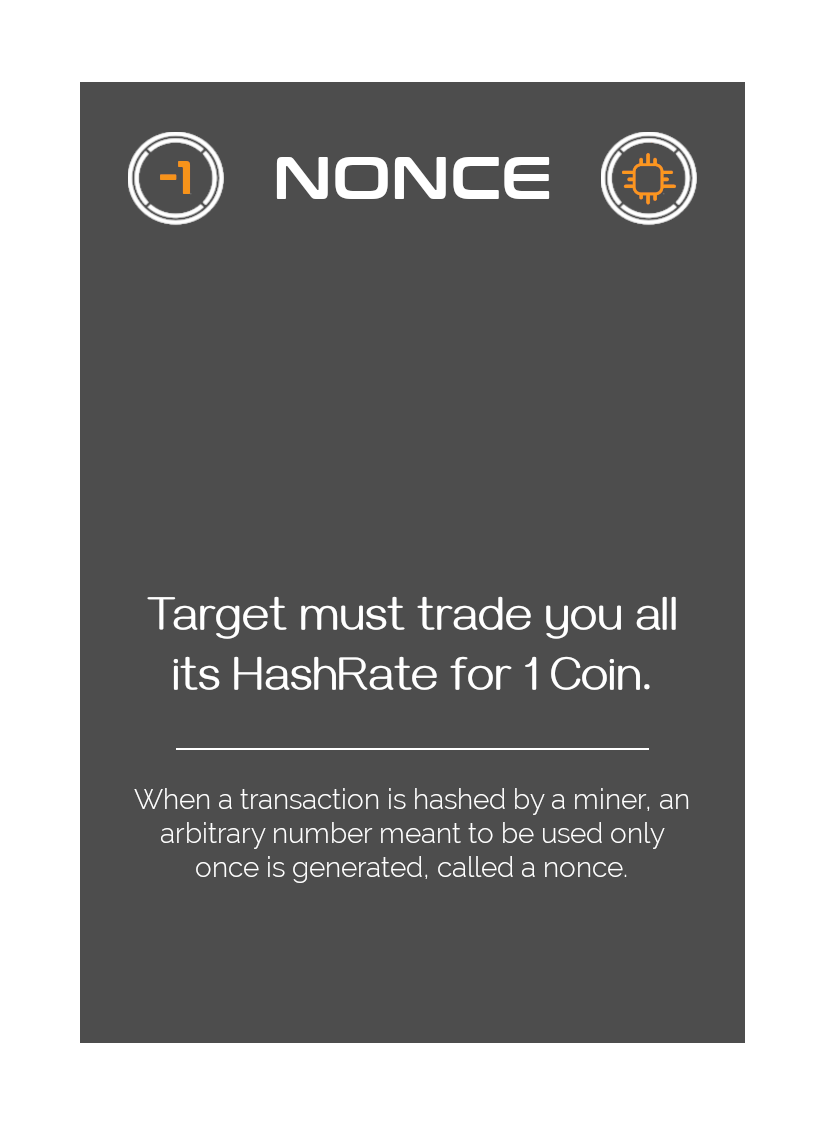 -1 NONCE
Target must trade you all
its HashRate for 1 Coin.
When a transaction is hashed by a miner, an
arbitrary number meant to be used only
once is generated, called a nonce.